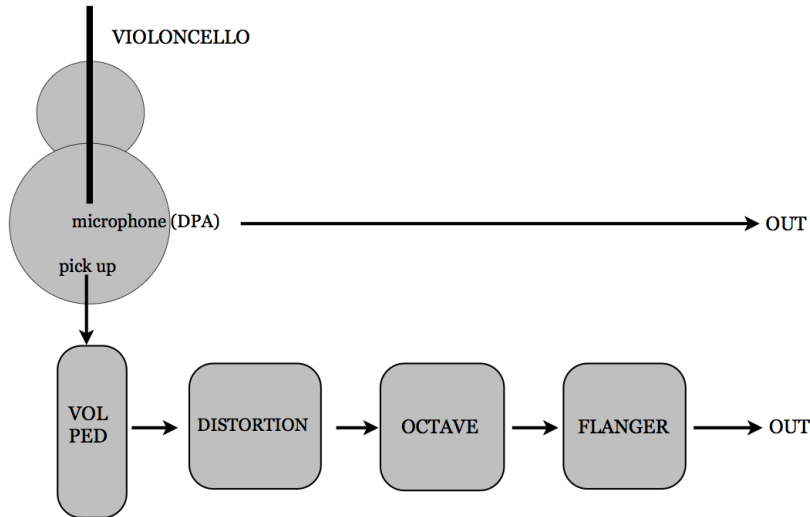 VIOLONCELLO
microphone (DPA)
OUT
pick up
VOL
PED
DISTORTION
OCTAVE
FLANGER
OUT